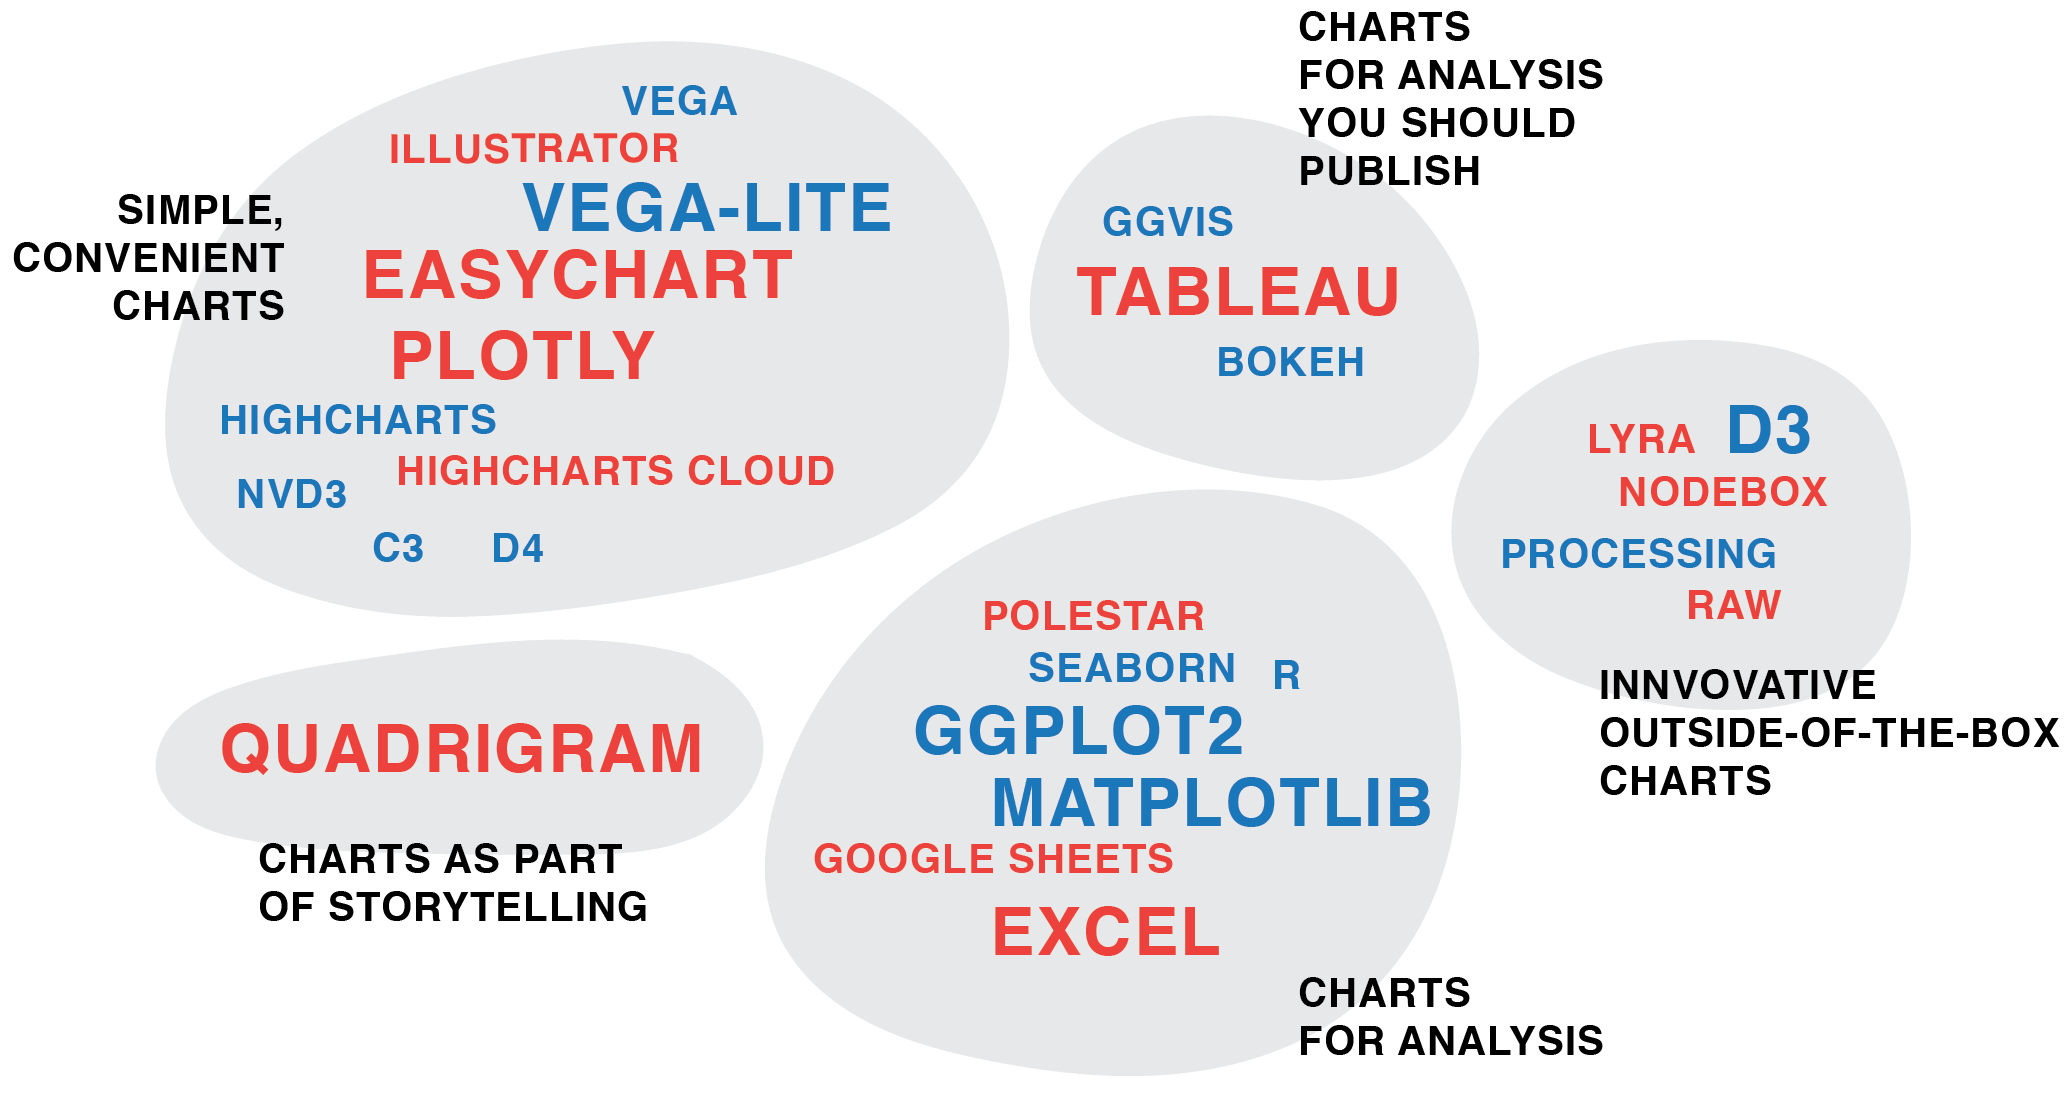 SIMPLE,
CONVENIENT
CHARTS
VEGA
ILLUSTRATOR
VEGA-LITE
EASYCHART
PLOTLY
HIGHCHARTS
HIGHCHARTS CLOUD
NVD3
C3
D4
CHARTS
FOR ANALYSIS
YOU SHOULD
PUBLISH
GGVIS
TABLEAU
BOKEH
LYRA
D3
NODEBOX
PROCESSING
RAW
INNVOVATIVE
OUTSIDE-OF-THE-BOX
CHARTS
QUADRIGRAM
CHARTS AS PART
OF STORYTELLING
POLESTAR
SEABORN
R
GGPLOT2
MATPLOTLIB
GOOGLE SHEETS
EXCEL
CHARTS
FOR ANALYSIS